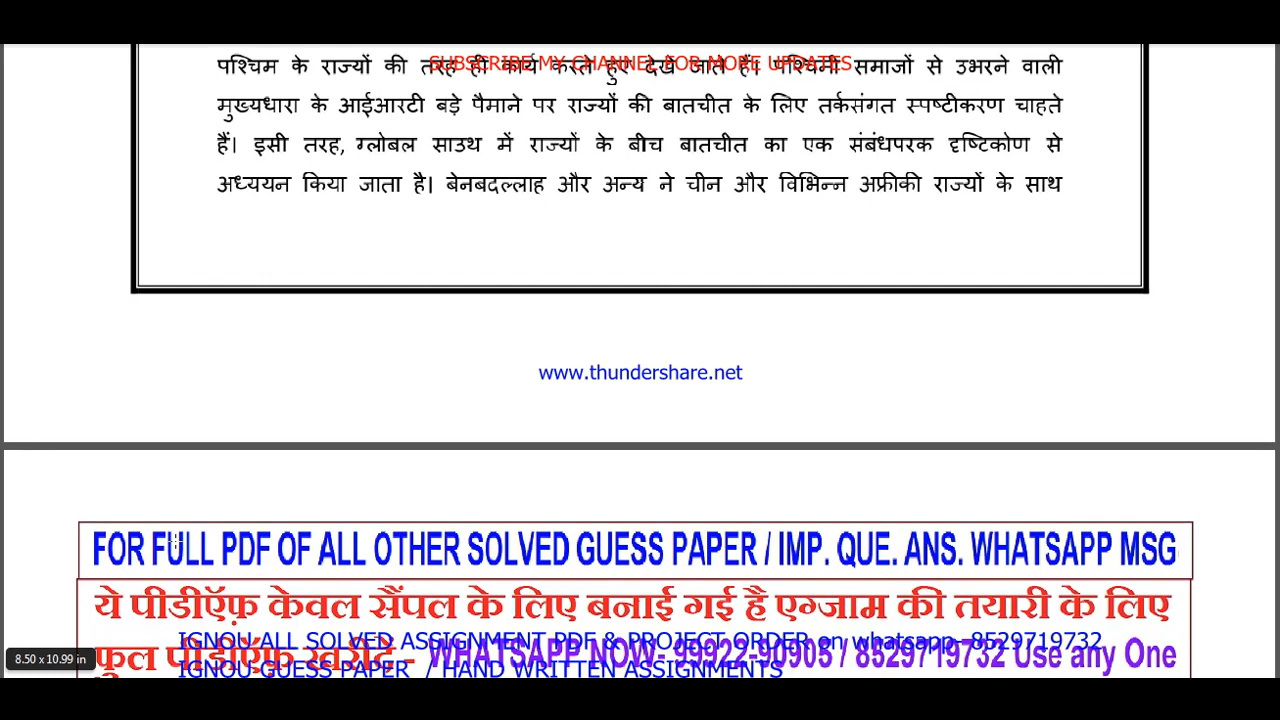 पश्चिम के राज्यों की तरह ही कार्य करते हुए देखे जाते हैं। पश्चिमी समाजों से उभरने वाली
SUBSCRIBE MY CHANNEL FOR MORE UPDATES
मुख्यधारा के आईआरटी बड़े पैमाने पर राज्यों की बातचीत के लिए तर्कसंगत स्पष्टीकरण चाहते
हैं। इसी तरह, ग्लोबल साउथ में राज्यों के बीच बातचीत का एक संबंधपरक दृष्टिकोण से
अध्ययन किया जाता है। बेनबदल्लाह और अन्य ने चीन और विभिन्न अफ्रीकी राज्यों के साथ
www.thundershare.net
FOR FULL PDF OF ALL OTHER SOLVED GUESS PAPER / IMP. QUE. ANS. WHATSAPP MSG
ये पीडीऍफ़ केवल सैंपल के लिए बनाई गई है एग्जाम की तयारी के लिए
IGNOU ALL SOLVED ASSIGNMENT PDF & PROJECT ORDER on whatsapp- 8529719732
फुल पीडीऍफ़ खरीदे - WHATSAPP NOW - 99922-90905 / 8529719732 Use any One
IGNOU GUESS PAPER / HAND WRITTEN ASSIGNMENTS
8.50 x 10.99 in